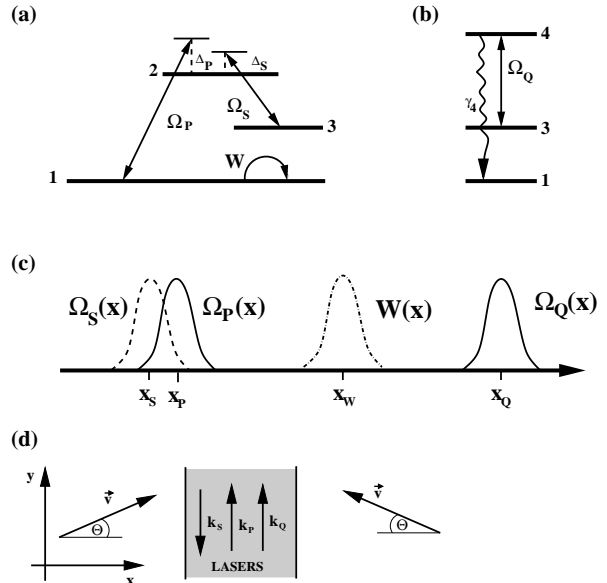 (a)
(b)
Δ_P
Δ_S
2
Ω_P
Ω_S
3
W
1
4
Ω_Q
γ_4
3
1
(c)
Ω_S(x)
Ω_P(x)
W(x)
Ω_Q(x)
x_S
x_P
x_W
x_Q
(d)
y
v⃗
Θ
x
k_S
k_P
k_Q
LASERS
v⃗
Θ